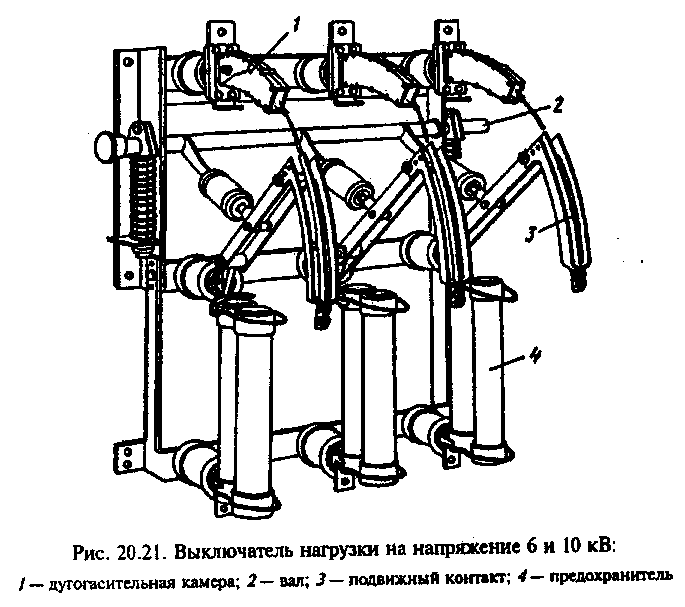 1
2
3
4
Рис. 20.21. Выключатель нагрузки на напряжение 6 и 10 кВ:
1 — дугогасительная камера; 2 — вал; 3 — подвижный контакт; 4 — предохранитель